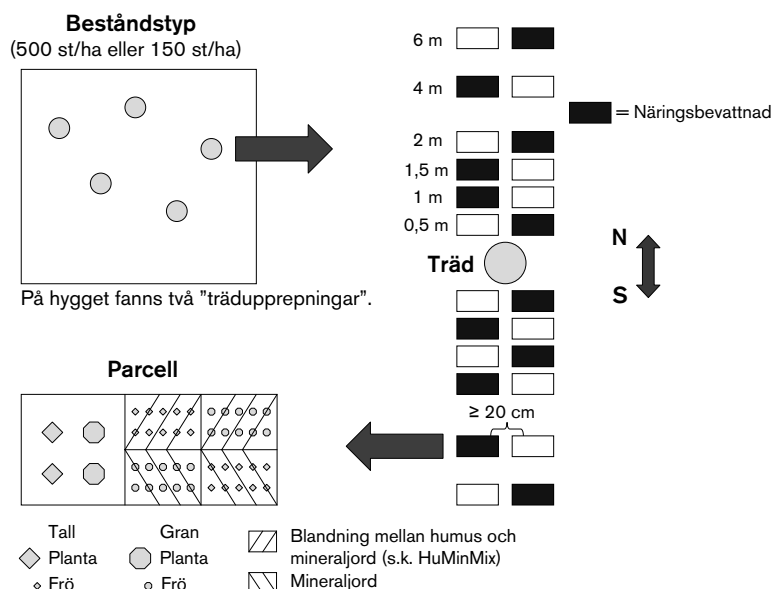 Beståndstyp
(500 st/ha eller 150 st/ha)
6 m
4 m
= Näringsbevattnad
2 m
1,5 m
1 m
0,5 m
N
Träd
S
På hygget fanns två ”trädupprepningar”.
Parcell
≥ 20 cm
Tall
Gran
Planta
Planta
Frö
Frö
Blandning mellan humus och
mineraljord (s.k. HuMinMix)
Mineraljord